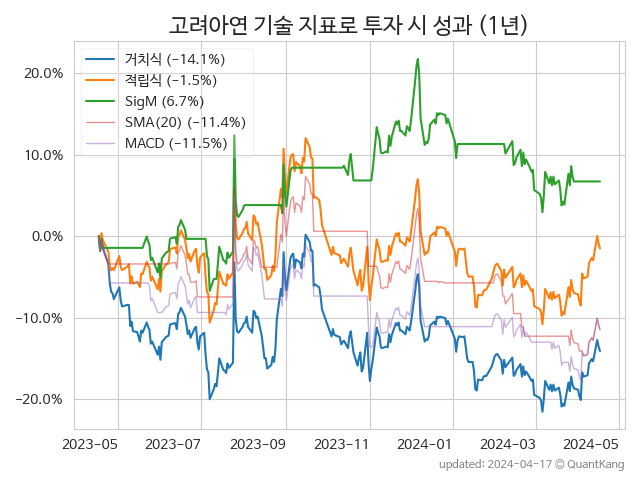 고려아연 기술 지표로 투자 시 성과 (1년)
거치식 (−14.1%)
적립식 (−1.5%)
SigM (6.7%)
SMA(20) (−11.4%)
MACD (−11.5%)
20.0%
10.0%
0.0%
−10.0%
−20.0%
2023-05 2023-07 2023-09 2023-11 2024-01 2024-03 2024-05
updated: 2024-04-17 © QuantKang